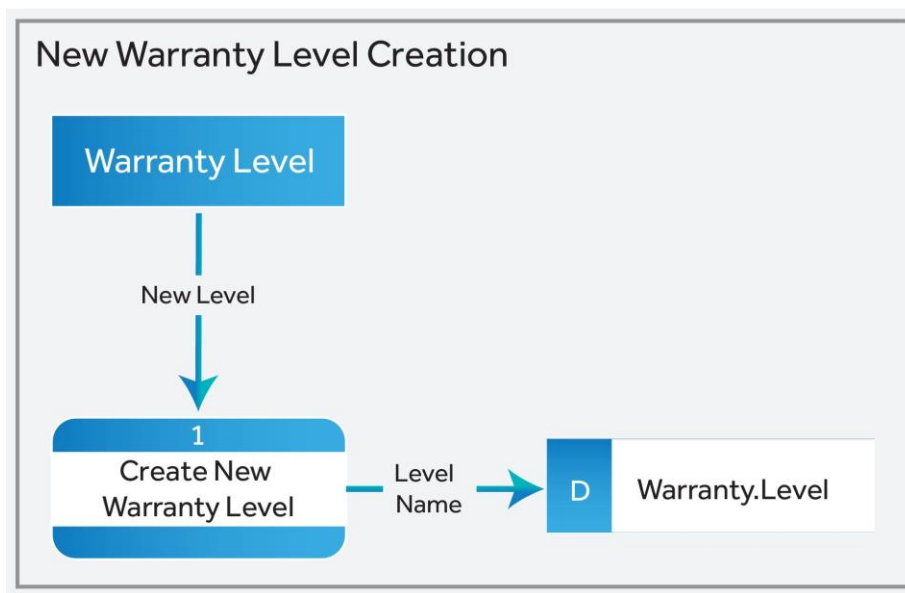 New Warranty Level Creation
Warranty Level
New Level
1
Create New
Warranty Level
Level
Name
D
Warranty.Level